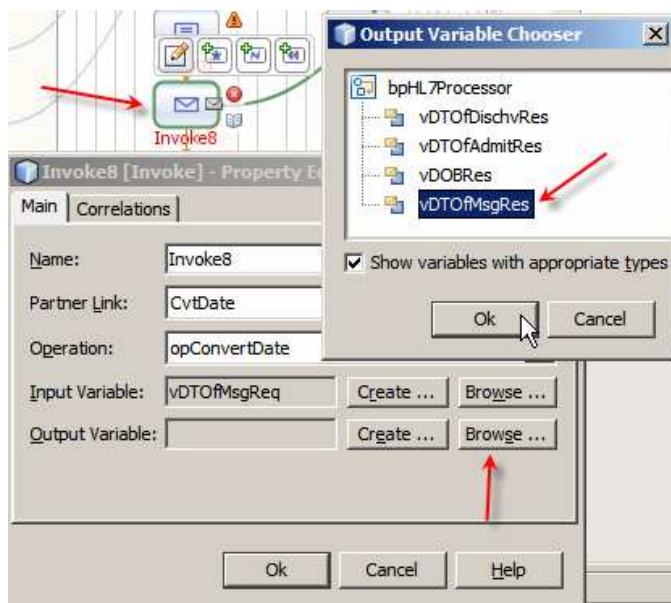 Invoke8
Output Variable Chooser
bpHL7Processor
vDTOfDischvRes
vDTOfAdmitRes
vDOBRes
vDTOfMsgRes
Show variables with appropriate types
Ok Cancel
Invoke8 [Invoke] - Property
Main Correlations
Name: Invoke8
Partner Link: CvtDate
Operation: opConvertDate
Input Variable: vDTOfMsgReq Create ... Browse ...
Output Variable: Create ... Browse ...
Ok Cancel Help